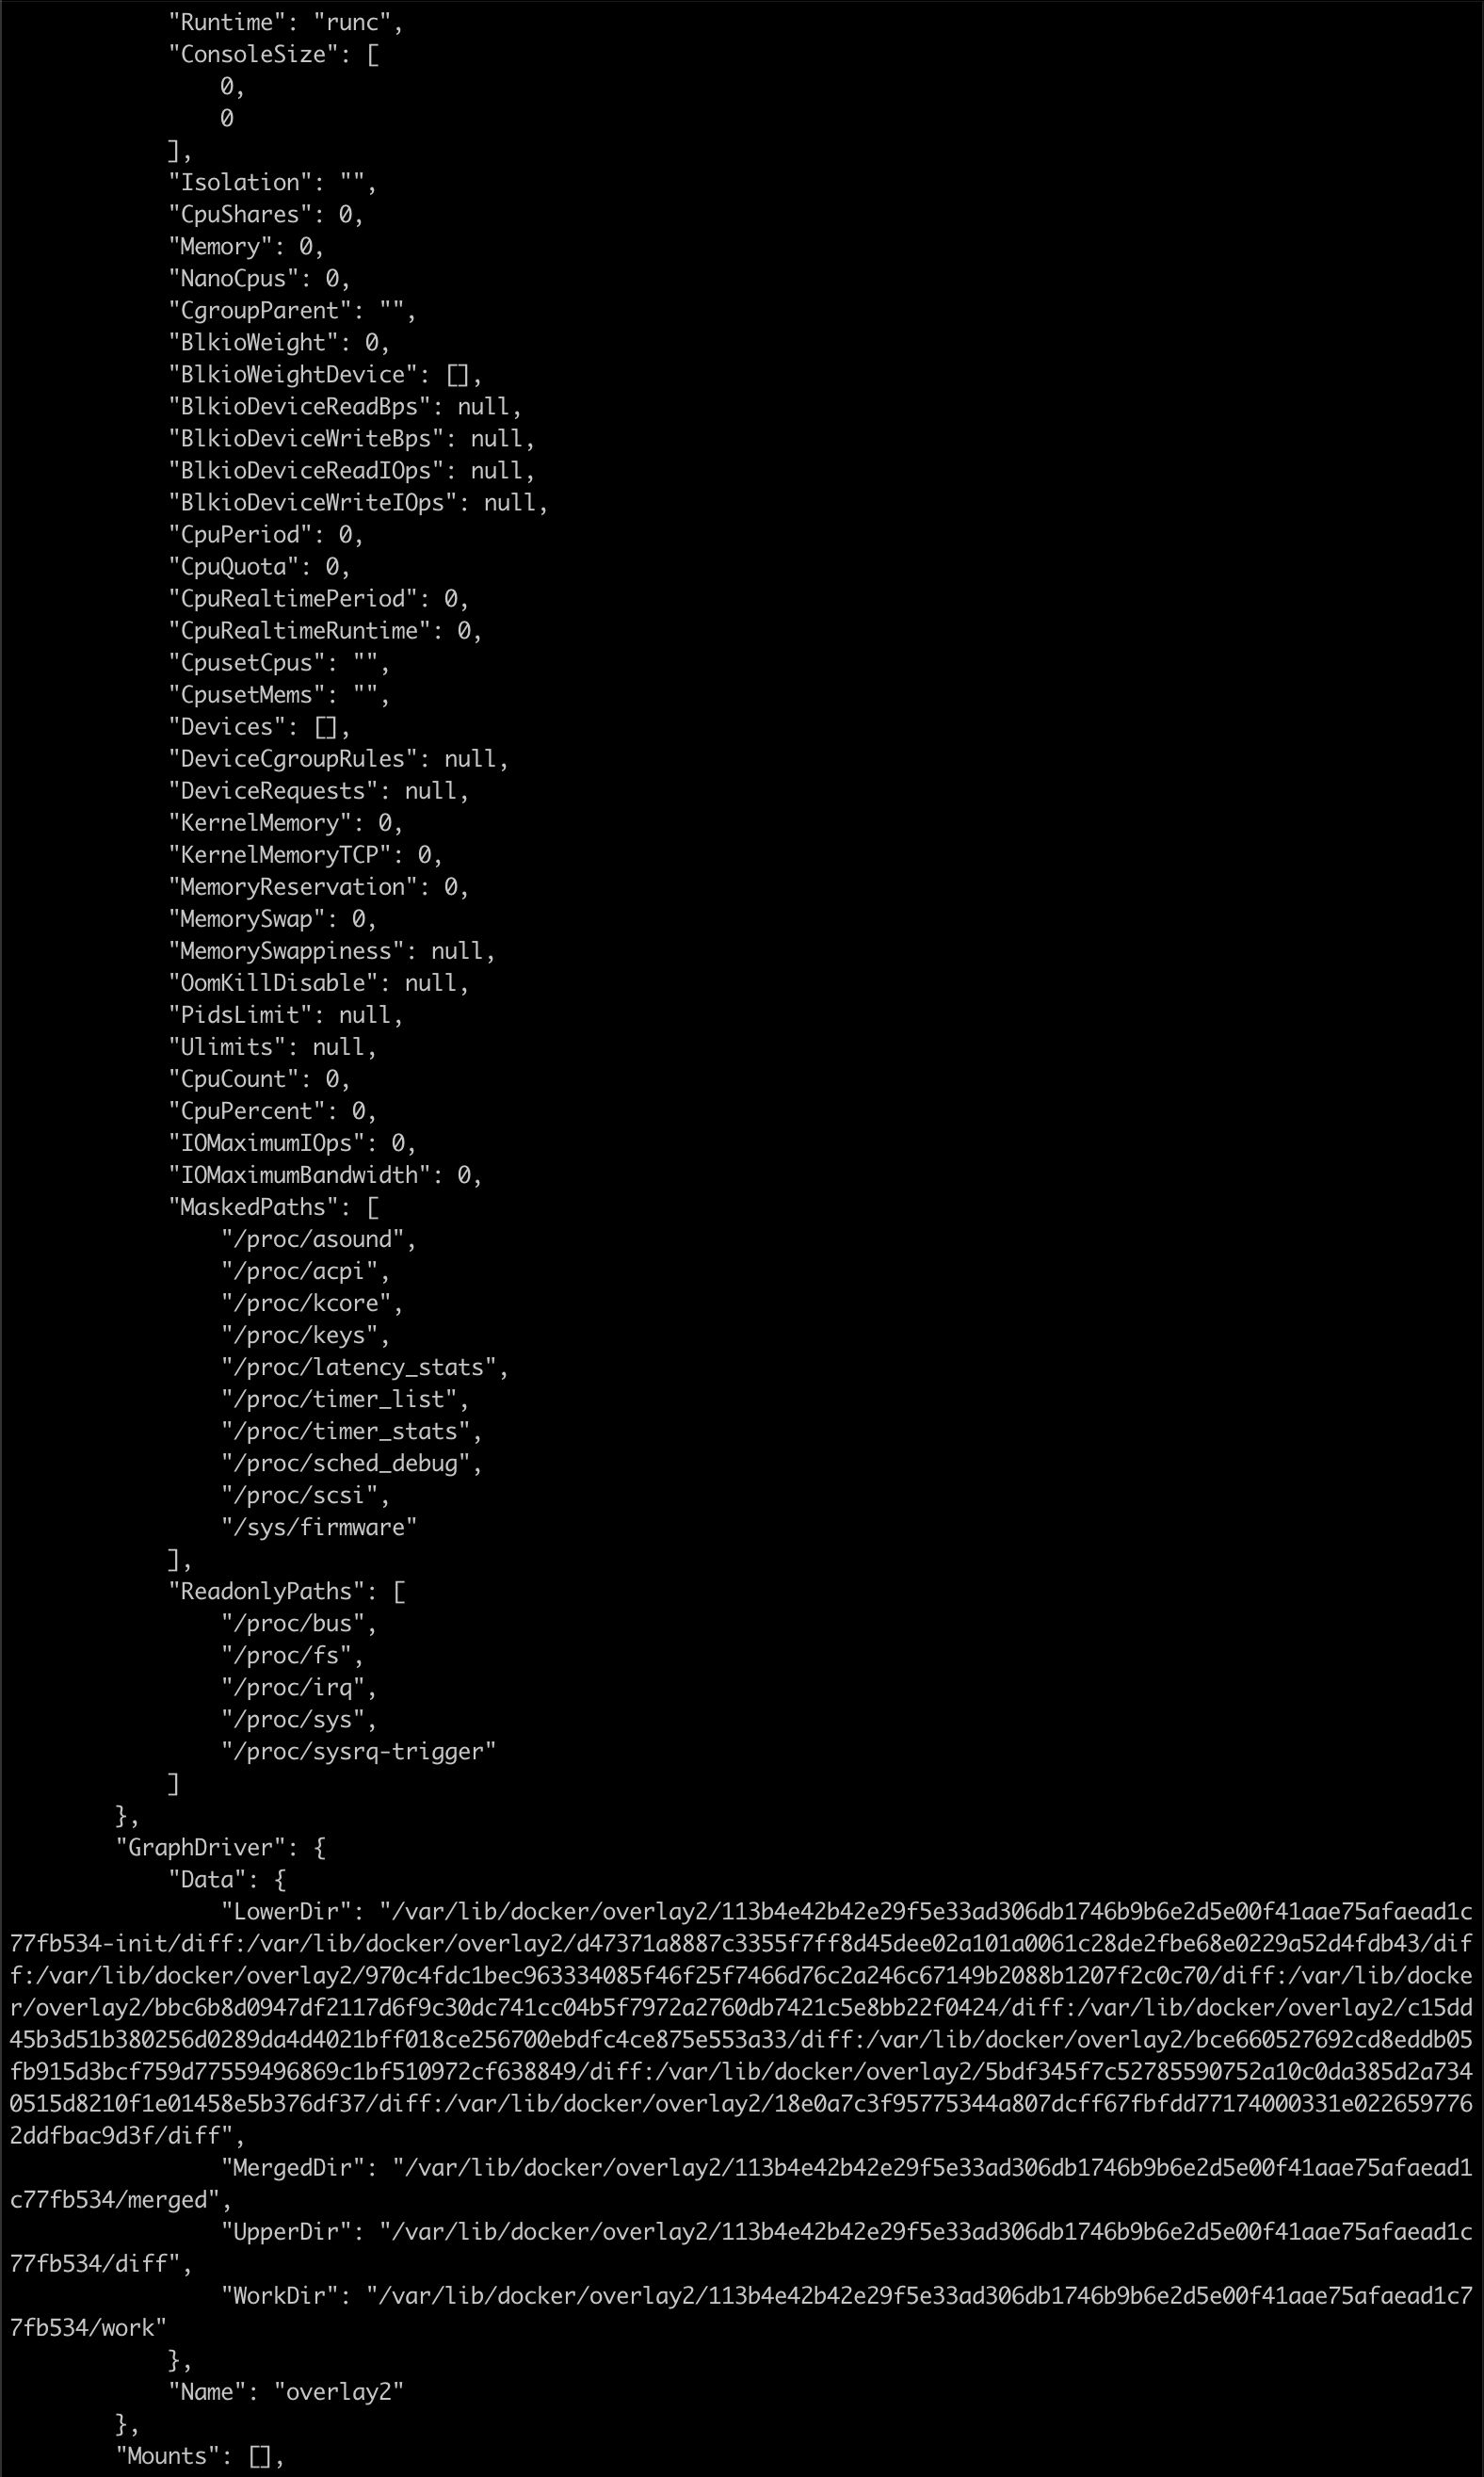 "Runtime": "runc",
"ConsoleSize": [
0,
0
],
"Isolation": "",
"CpuShares": 0,
"Memory": 0,
"NanoCpus": 0,
"CgroupParent": "",
"BlkioWeight": 0,
"BlkioWeightDevice": [],
"BlkioDeviceReadBps": null,
"BlkioDeviceWriteBps": null,
"BlkioDeviceReadIOps": null,
"BlkioDeviceWriteIOps": null,
"CpuPeriod": 0,
"CpuQuota": 0,
"CpuRealtimePeriod": 0,
"CpuRealtimeRuntime": 0,
"CpusetCpus": "",
"CpusetMems": "",
"Devices": [],
"DeviceCgroupRules": null,
"DeviceRequests": null,
"KernelMemory": 0,
"KernelMemoryTCP": 0,
"MemoryReservation": 0,
"MemorySwap": 0,
"MemorySwappiness": null,
"OomKillDisable": null,
"PidsLimit": null,
"Ulimits": null,
"CpuCount": 0,
"CpuPercent": 0,
"IOMaximumIOps": 0,
"IOMaximumBandwidth": 0,
"MaskedPaths": [
"/proc/asound",
"/proc/acpi",
"/proc/kcore",
"/proc/keys",
"/proc/latency_stats",
"/proc/timer_list",
"/proc/timer_stats",
"/proc/sched_debug",
"/proc/scsi",
"/sys/firmware"
],
"ReadonlyPaths": [
"/proc/bus",
"/proc/fs",
"/proc/irq",
"/proc/sys",
"/proc/sysrq-trigger"
]
},
"GraphDriver": {
"Data": {
"LowerDir": "/var/lib/docker/overlay2/113b4e42b42e29f5e33ad306db1746b9b6e2d5e00f41aae75afaead1c
77fb534-init/diff:/var/lib/docker/overlay2/d47371a8887c3355f7ff8d45dee02a101a0061c28de2fbe68e0229a52d4fdb43/dif
f:/var/lib/docker/overlay2/970c4fdc1bec963334085f46f25f7466d76c2a246c67149b2088b1207f2c0c70/diff:/var/lib/docke
r/overlay2/bbc6b8d0947df2117d6f9c30dc741cc04b5f7972a2760db7421c5e8bb22f0424/diff:/var/lib/docker/overlay2/c15dd
45b3d51b380256d0289da4d4021bff018ce256700ebdfc4ce875e553a33/diff:/var/lib/docker/overlay2/bce660527692cd8eddb05
fb915d3bcf759d77559496869c1bf510972cf638849/diff:/var/lib/docker/overlay2/5bdf345f7c52785590752a10c0da385d2a734
0515d8210f1e01458e5b376df37/diff:/var/lib/docker/overlay2/18e0a7c3f95775344a807dcff67fbfdd77174000331e022659776
2ddfbac9d3f/diff",
"MergedDir": "/var/lib/docker/overlay2/113b4e42b42e29f5e33ad306db1746b9b6e2d5e00f41aae75afaead1
c77fb534/merged",
"UpperDir": "/var/lib/docker/overlay2/113b4e42b42e29f5e33ad306db1746b9b6e2d5e00f41aae75afaead1c
77fb534/diff",
"WorkDir": "/var/lib/docker/overlay2/113b4e42b42e29f5e33ad306db1746b9b6e2d5e00f41aae75afaead1c7
7fb534/work"
},
"Name": "overlay2"
},
"Mounts": [],